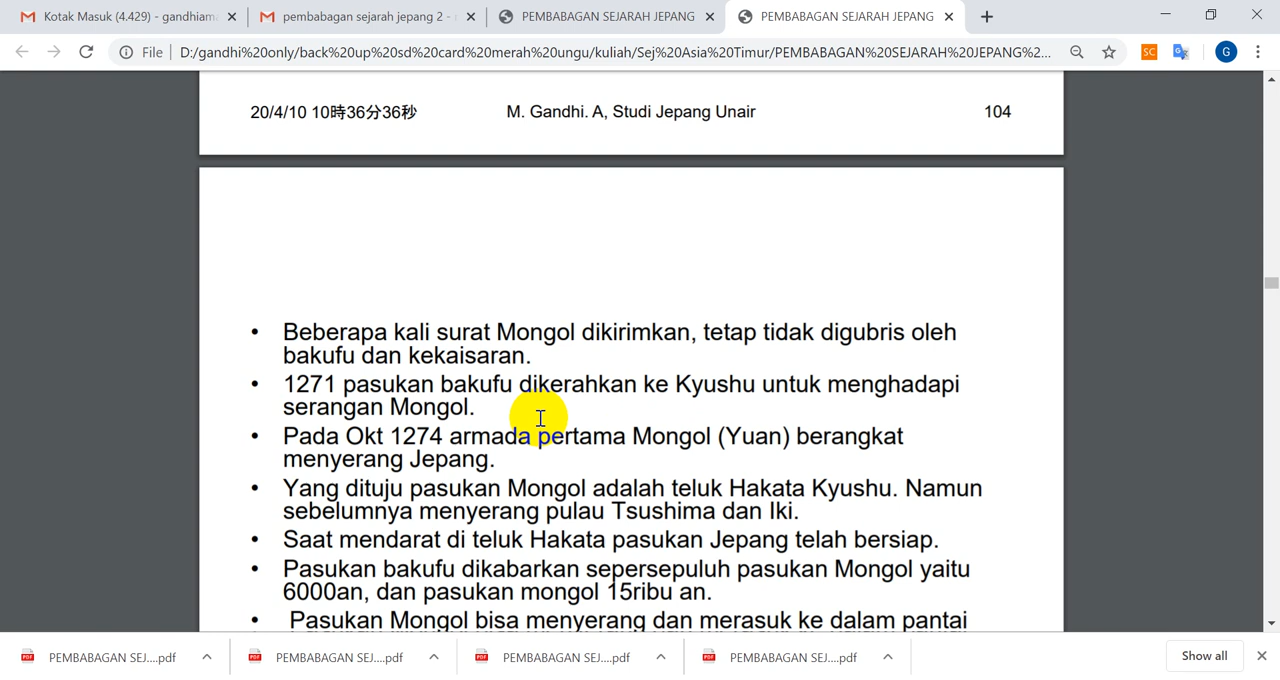 Kotak Masuk (4.429) - gandhiam
pembabagan sejarah jepang 2 -
PEMBABAGAN SEJARAH JEPANG
PEMBABAGAN SEJARAH JEPANG
File
D:/gandhi%20only/back%20up%20sd%20card%20merah%20ungu/kuliah/Sej%20Asia%20Timur/PEMBABAGAN%20SEJARAH%20JEPANG%2...
SC
G
20/4/10 10時36分36秒
M. Gandhi. A, Studi Jepang Unair
104
• Beberapa kali surat Mongol dikirimkan, tetap tidak digubris oleh
bakufu dan kekaisaran.
• 1271 pasukan bakufu dikerahkan ke Kyushu untuk menghadapi
serangan Mongol.
• Pada Okt 1274 armada pertama Mongol (Yuan) berangkat
menyerang Jepang.
• Yang dituju pasukan Mongol adalah teluk Hakata Kyushu. Namun
sebelumnya menyerang pulau Tsushima dan Iki.
• Saat mendarat di teluk Hakata pasukan Jepang telah bersiap.
• Pasukan bakufu dikabarkan sepersepuluh pasukan Mongol yaitu
6000an, dan pasukan mongol 15ribu an.
• Pasukan Mongol bisa menyerang dan merasuk ke dalam pantai
PEMBABAGAN SEJ....pdf
PEMBABAGAN SEJ....pdf
PEMBABAGAN SEJ....pdf
PEMBABAGAN SEJ....pdf
Show all